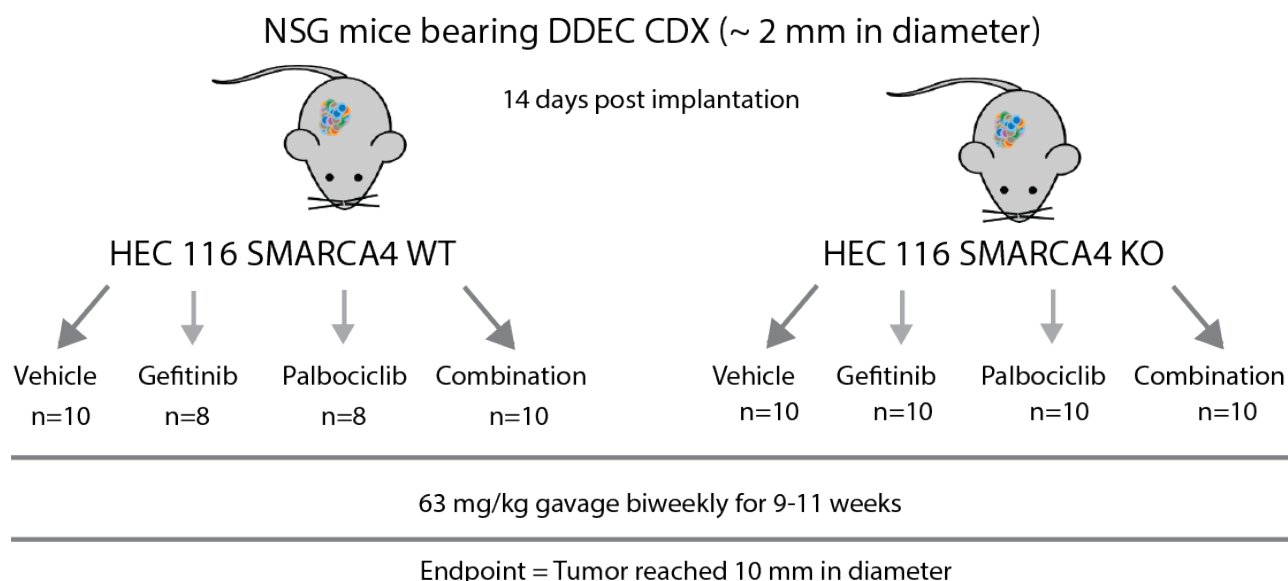 NSG mice bearing DDEC CDX (~ 2 mm in diameter)
14 days post implantation
HEC 116 SMARCA4 WT
HEC 116 SMARCA4 KO
Vehicle Gefitinib Palbociclib Combination
n=10 n=8 n=8 n=10
Vehicle Gefitinib Palbociclib Combination
n=10 n=10 n=10 n=10
63 mg/kg gavage biweekly for 9-11 weeks
Endpoint = Tumor reached 10 mm in diameter